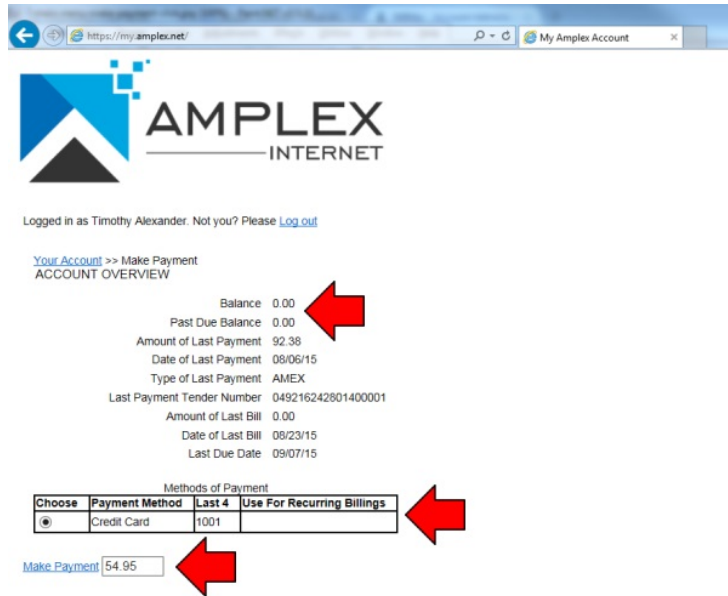 https://my.amplex.net/
My Amplex Account
AMPLEX
INTERNET
Logged in as Timothy Alexander. Not you? Please Log out
Your Account >> Make Payment
ACCOUNT OVERVIEW
Balance 0.00
Past Due Balance 0.00
Amount of Last Payment 92.38
Date of Last Payment 08/06/15
Type of Last Payment AMEX
Last Payment Tender Number 049216242801400001
Amount of Last Bill 0.00
Date of Last Bill 08/23/15
Last Due Date 09/07/15
Methods of Payment
Choose Payment Method Last 4 Use For Recurring Billings
Credit Card 1001
Make Payment 54.95